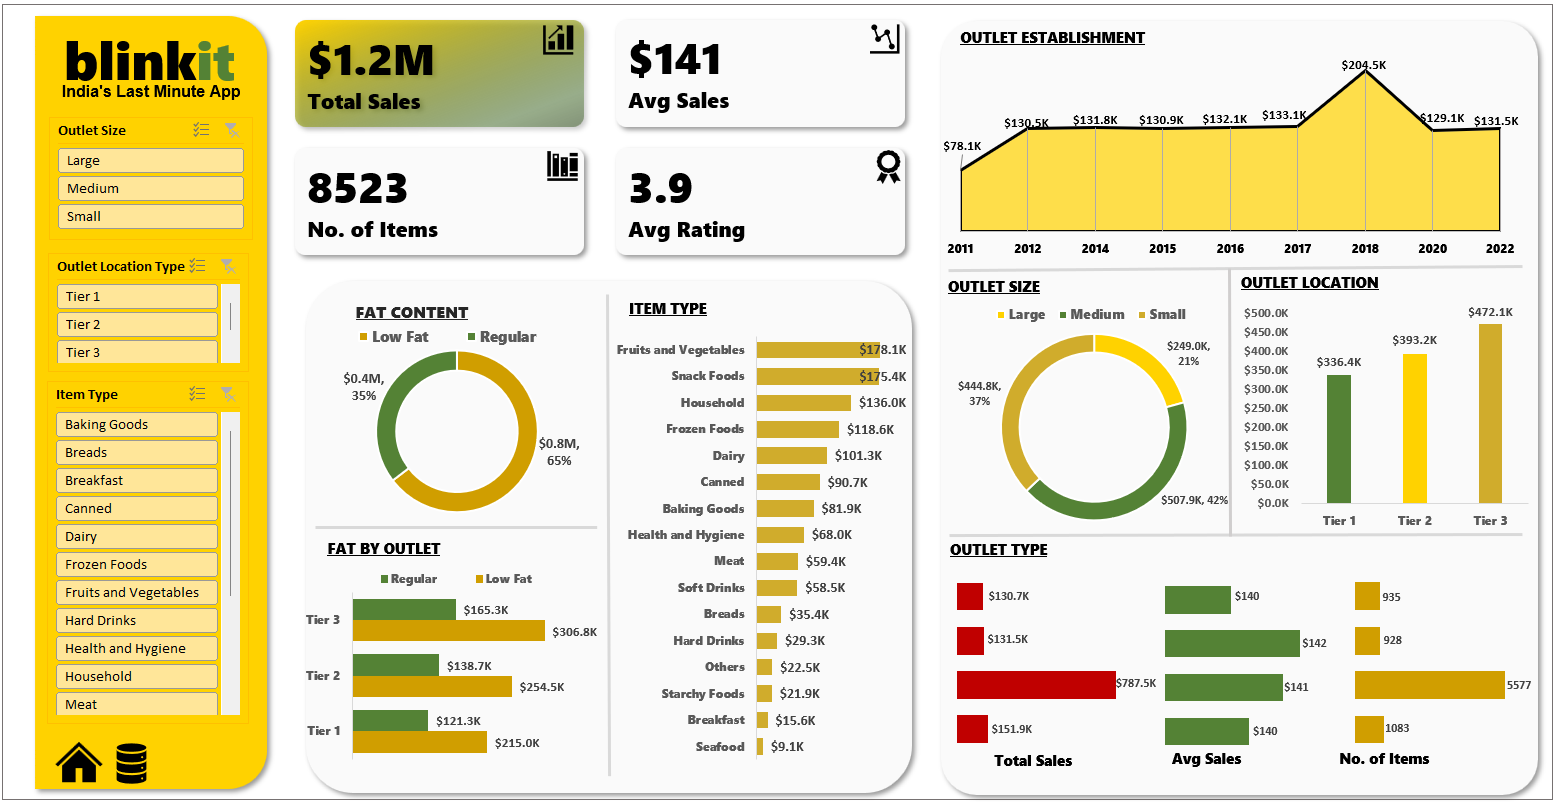 blinkit
India's Last Minute App
Outlet Size
Large
Medium
Small
Outlet Location Type
Tier 1
Tier 2
Tier 3
Item Type
Baking Goods
Breads
Breakfast
Canned
Dairy
Frozen Foods
Fruits and Vegetables
Hard Drinks
Health and Hygiene
Household
Meat
$1.2M
Total Sales
$141
Avg Sales
8523
No. of Items
3.9
Avg Rating
FAT CONTENT
Low Fat Regular
$0.4M,
35%
$0.8M,
65%
FAT BY OUTLET
Regular Low Fat
Tier 3 $165.3K
$306.8K
Tier 2 $138.7K
$254.5K
Tier 1 $121.3K
$215.0K
ITEM TYPE
Fruits and Vegetables $178.1K
Snack Foods $175.4K
Household $136.0K
Frozen Foods $118.6K
Dairy $101.3K
Canned $90.7K
Baking Goods $81.9K
Health and Hygiene $68.0K
Meat $59.4K
Soft Drinks $58.5K
Breads $35.4K
Hard Drinks $29.3K
Others $22.5K
Starchy Foods $21.9K
Breakfast $15.6K
Seafood $9.1K
OUTLET ESTABLISHMENT
$78.1K $130.5K $131.8K $130.9K $132.1K $133.1K $204.5K $129.1K $131.5K
2011 2012 2014 2015 2016 2017 2018 2020 2022
OUTLET SIZE
Large Medium Small
$249.0K,
21%
$444.8K,
37%
$507.9K, 42%
OUTLET LOCATION
$500.0K
$450.0K
$400.0K
$350.0K
$300.0K
$250.0K
$200.0K
$150.0K
$100.0K
$50.0K
$0.0K
$336.4K $393.2K $472.1K
Tier 1 Tier 2 Tier 3
OUTLET TYPE
$130.7K $140 935
$131.5K $142 928
$787.5K $141 5577
$151.9K $140 1083
Total Sales Avg Sales No. of Items